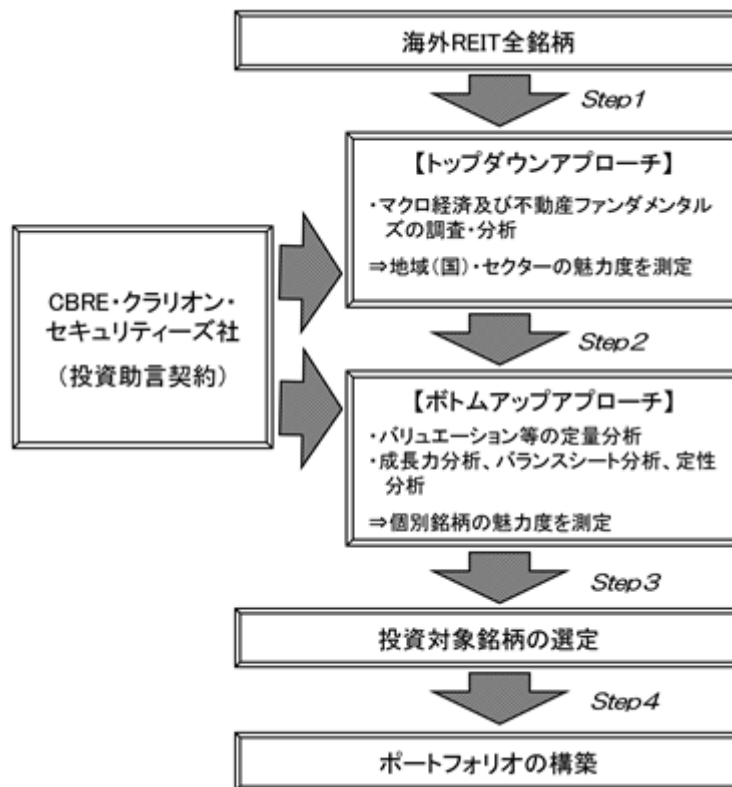 海外REIT全銘柄
Step1
【トップダウンアプローチ】
・マクロ経済及び不動産ファンダメンタル
ズの調査・分析
⇒地域(国)・セクターの魅力度を測定
CBRE・クラリオン・
セキュリティーズ社
(投資助言契約)
Step2
【ボトムアップアプローチ】
・バリュエーション等の定量分析
・成長力分析、バランスシート分析、定性
分析
⇒個別銘柄の魅力度を測定
Step3
投資対象銘柄の選定
Step4
ポートフォリオの構築